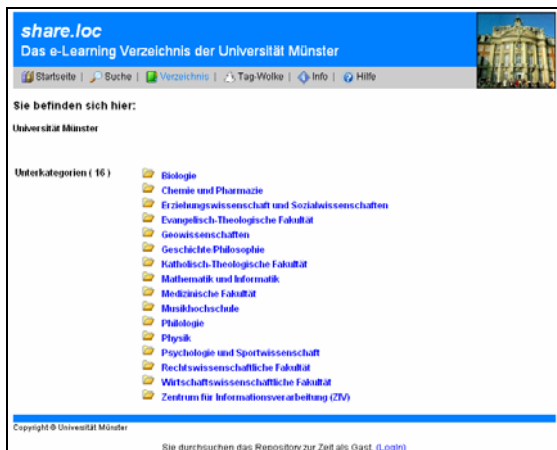 share.loc
Das e-Learning Verzeichnis der Universität Münster
Startseite | Suche | Verzeichnis | Tag-Wolke | Info | Hilfe
Sie befinden sich hier:
Universität Münster
Unterkategorien ( 16 )
Biologie
Chemie und Pharmazie
Erziehungswissenschaft und Sozialwissenschaften
Evangelisch-Theologische Fakultät
Geowissenschaften
Geschichte/Philosophie
Katholisch-Theologische Fakultät
Mathematik und Informatik
Medizinische Fakultät
Musikhochschule
Philologie
Physik
Psychologie und Sportwissenschaft
Rechtswissenschaftliche Fakultät
Wirtschaftswissenschaftliche Fakultät
Zentrum für Informationsverarbeitung (ZIV)
Copyright © Universität Münster
Sie durchsuchen das Repository zur Zeit als Gast. (Login)